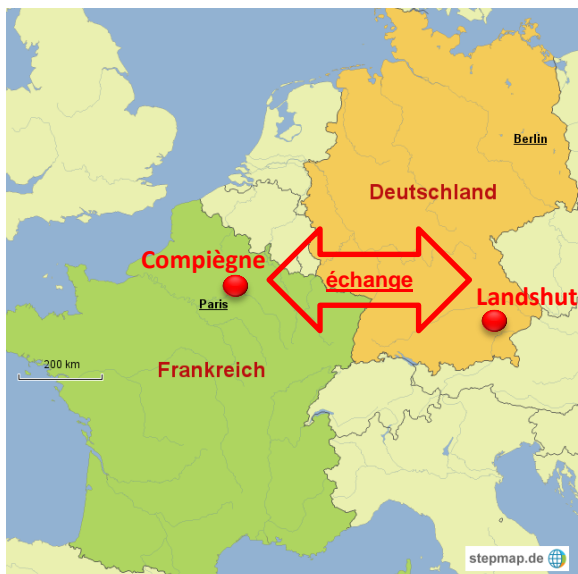 Berlin
Deutschland
Compiègne
échange
Landshut
Paris
200 km
Frankreich
stepmap.de